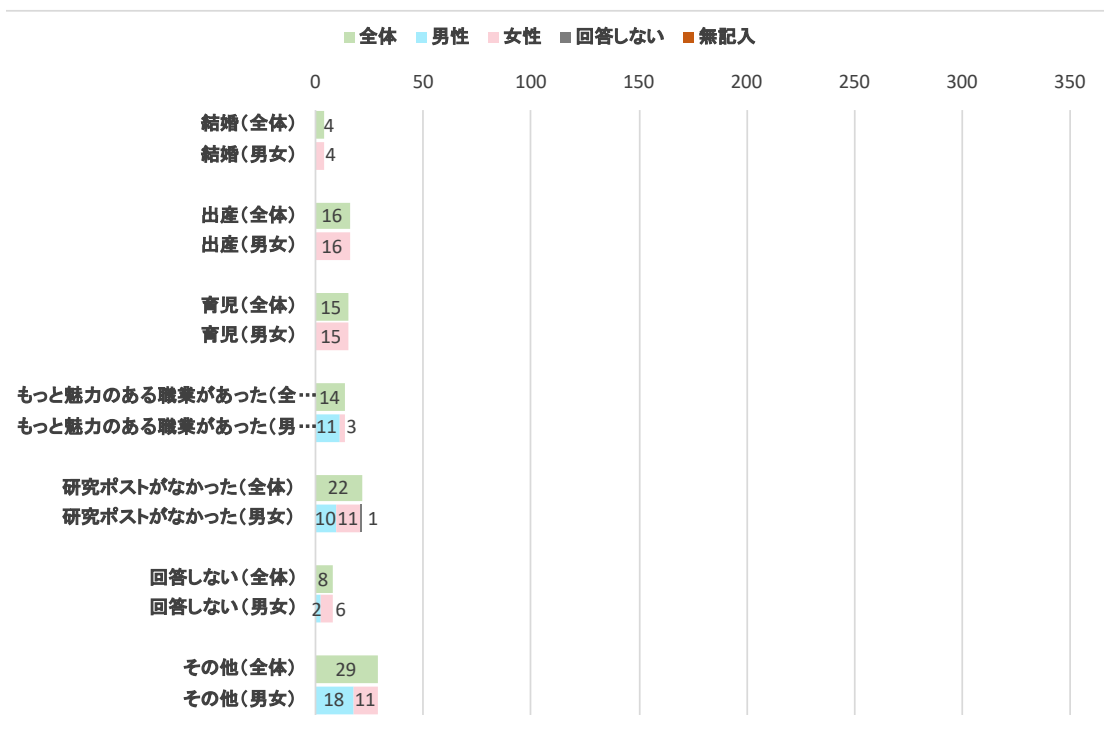 全体 男性 女性 回答しない 無記入
0 50 100 150 200 250 300 350
結婚(全体) 4
結婚(男女) 4
出産(全体) 16
出産(男女) 16
育児(全体) 15
育児(男女) 15
もっと魅力のある職業があった(全… 14
もっと魅力のある職業があった(男… 11 3
研究ポストがなかった(全体) 22
研究ポストがなかった(男女) 10 11 1
回答しない(全体) 8
回答しない(男女) 2 6
その他(全体) 29
その他(男女) 18 11